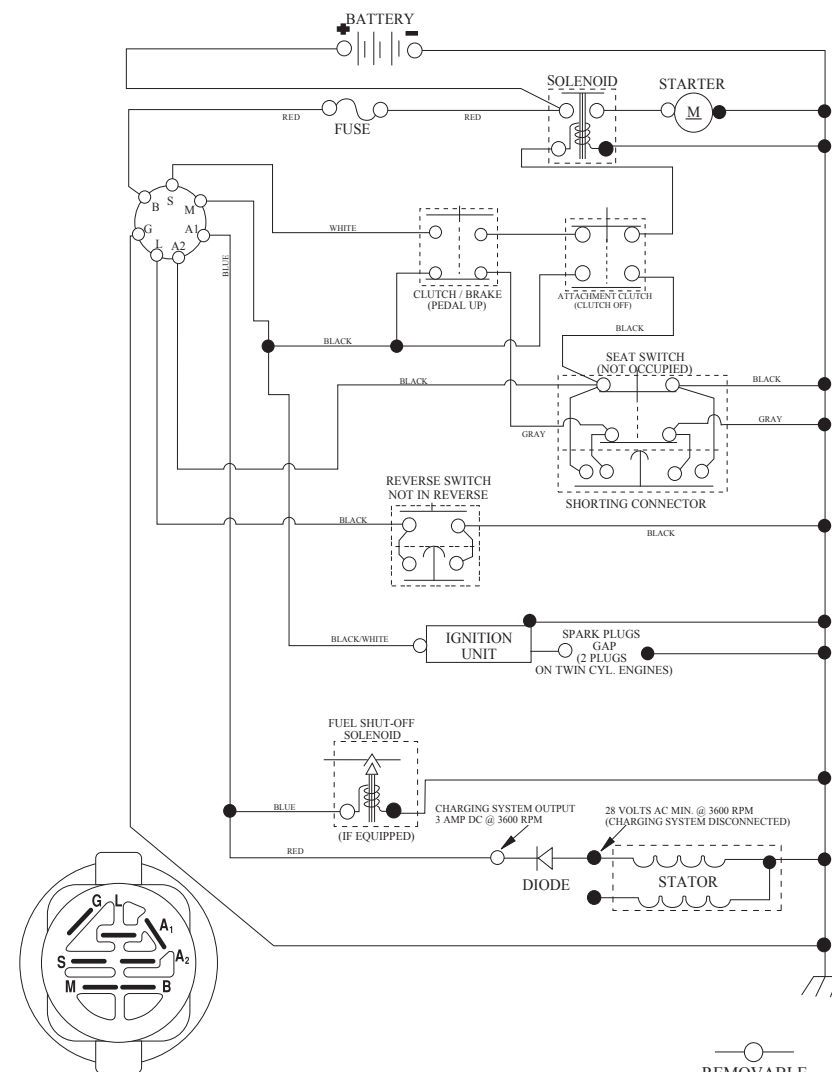 BATTERY
SOLENOID
STARTER
M
RED
FUSE
RED
B
S
M
G
A1
L
A2
WHITE
BLUE
CLUTCH / BRAKE
(PEDAL UP)
ATTACHMENT CLUTCH
(CLUTCH OFF)
BLACK
BLACK
SEAT SWITCH
(NOT OCCUPIED)
BLACK
BLACK
GRAY
GRAY
REVERSE SWITCH
NOT IN REVERSE
SHORTING CONNECTOR
BLACK
BLACK
BLACK/WHITE
IGNITION
UNIT
SPARK PLUGS
GAP
(2 PLUGS
ON TWIN CYL. ENGINES)
FUEL SHUT-OFF
SOLENOID
BLUE
(IF EQUIPPED)
CHARGING SYSTEM OUTPUT
3 AMP DC @ 3600 RPM
28 VOLTS AC MIN. @ 3600 RPM
(CHARGING SYSTEM DISCONNECTED)
RED
DIODE
STATOR
G L
A1
S
A2
M
B
REMOVABLE